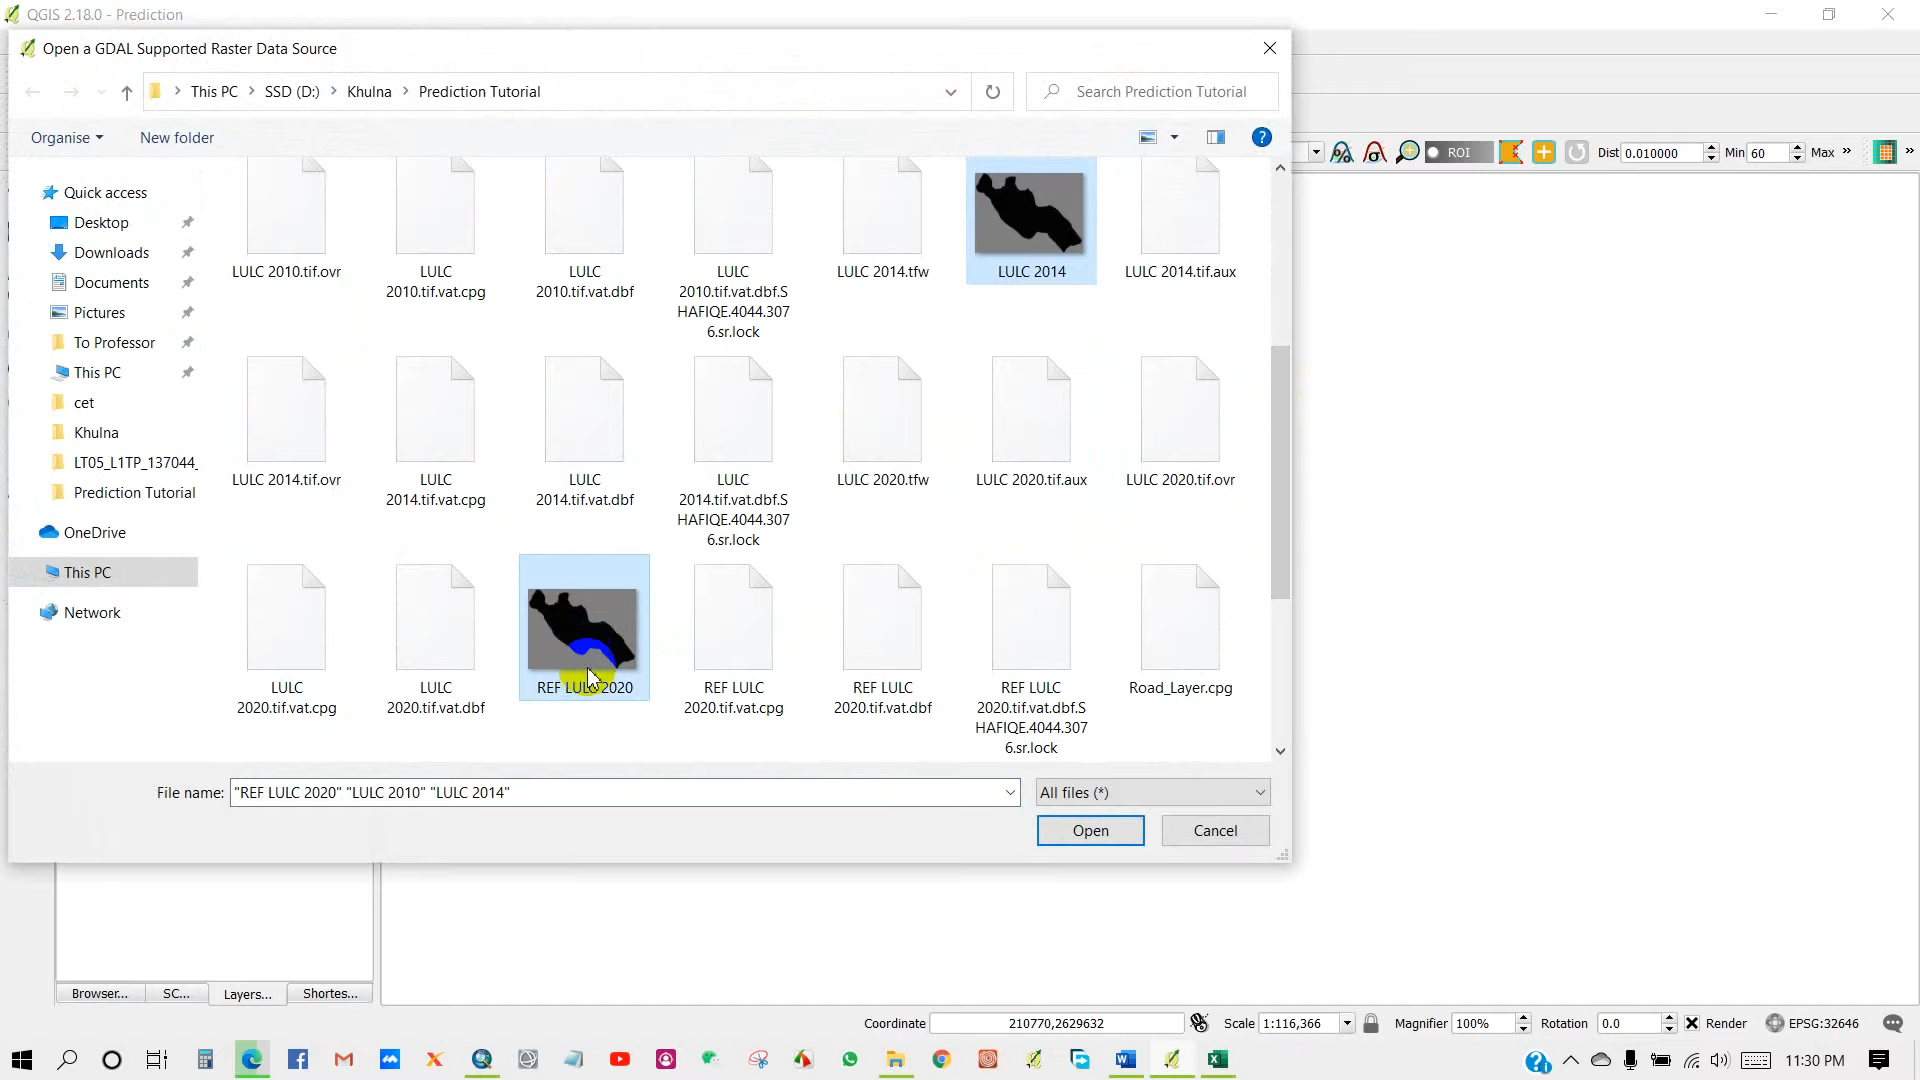 QGIS 2.18.0 - Prediction
Open a GDAL Supported Raster Data Source
This PC
SSD (D:)
Khulna
Prediction Tutorial
Search Prediction Tutorial
Organise
New folder
ROI
Dist 0.010000
Min 60
Max
Quick access
Desktop
Downloads
Documents
Pictures
To Professor
This PC
cet
Khulna
LT05_L1TP_137044_
Prediction Tutorial
OneDrive
This PC
Network
LULC 2010.tif.ovr
LULC
2010.tif.vat.cpg
LULC
2010.tif.vat.dbf
LULC
2010.tif.vat.dbf.S
HAFIQE.4044.307
6.sr.lock
LULC 2014.tfw
LULC 2014
LULC 2014.tif.aux
LULC 2014.tif.ovr
LULC
2014.tif.vat.cpg
LULC
2014.tif.vat.dbf
LULC
2014.tif.vat.dbf.S
HAFIQE.4044.307
6.sr.lock
LULC 2020.tfw
LULC 2020.tif.aux
LULC 2020.tif.ovr
LULC
2020.tif.vat.cpg
LULC
2020.tif.vat.dbf
REF LULC 2020
REF LULC
2020.tif.vat.cpg
REF LULC
2020.tif.vat.dbf
REF LULC
2020.tif.vat.dbf.S
HAFIQE.4044.307
6.sr.lock
Road_Layer.cpg
File name: "REF LULC 2020" "LULC 2010" "LULC 2014"
All files (*)
Open
Cancel
Browser...
SC...
Layers...
Shortes...
Coordinate 210770,2629632
Scale 1:116,366
Magnifier 100%
Rotation 0.0
Render
EPSG:32646
11:30 PM